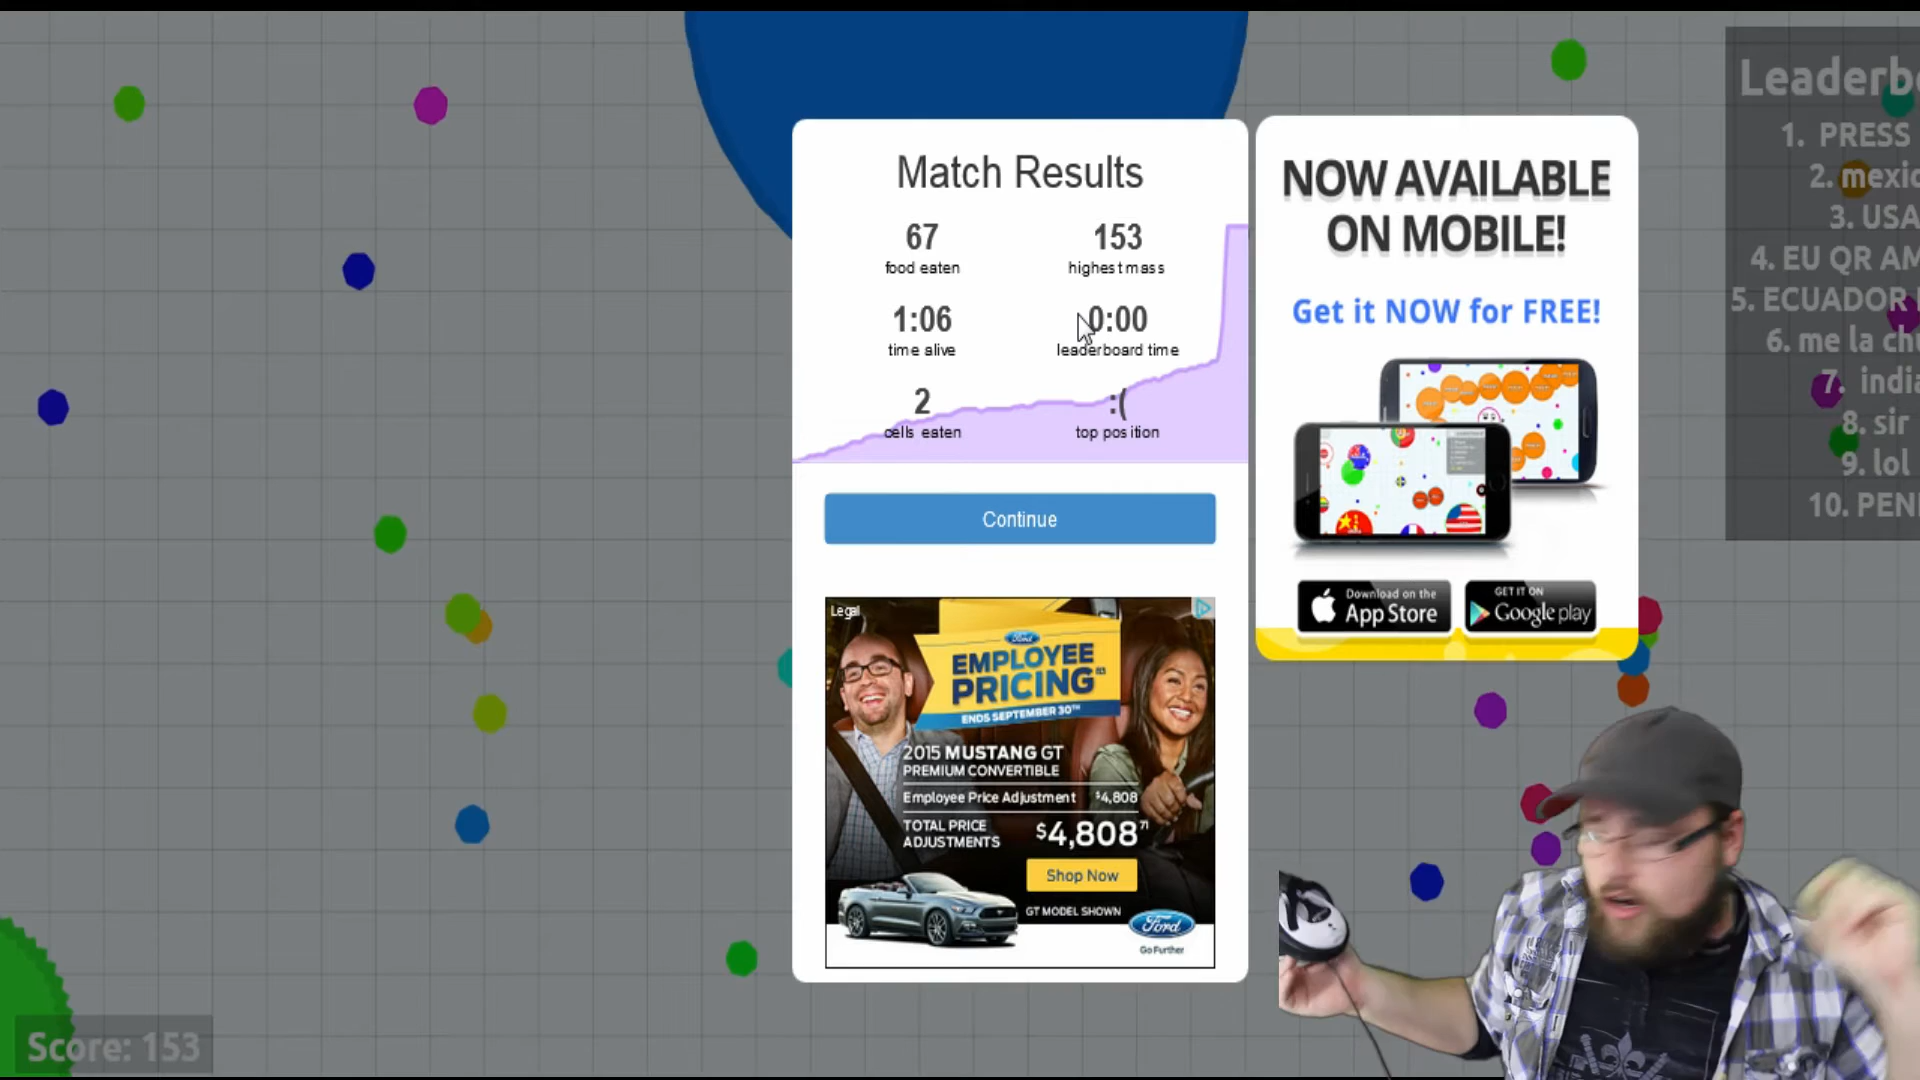 Match Results
67
food eaten
153
highest mass
1:06
time alive
0:00
leaderboard time
2
cells eaten
:(
top position
Continue
Legal
Ford
EMPLOYEE
PRICING
ENDS SEPTEMBER 30TH
2015 MUSTANG GT
PREMIUM CONVERTIBLE
Employee Price Adjustment $4,808
TOTAL PRICE
ADJUSTMENTS
$4,808
Shop Now
GT MODEL SHOWN
Ford
Go Further
NOW AVAILABLE
ON MOBILE!
Get it NOW for FREE!
Download on the
App Store
GET IT ON
Google play
Leaderbo
1. PRESS
2. mexic
3. USA
4. EU QR AM
5. ECUADOR
6. me la chu
7. india
8. sir
9. lol
10. PENI
Score: 153